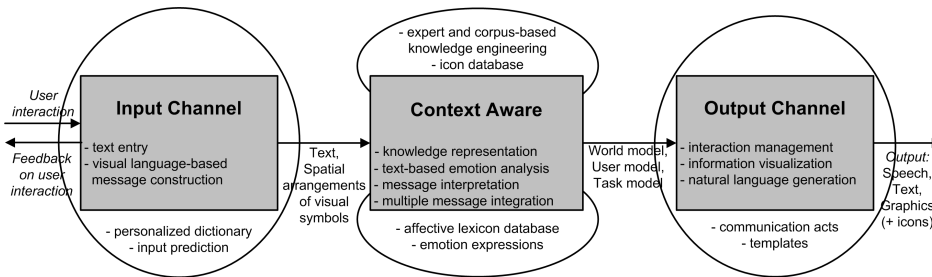 User
interaction
Feedback
on user
interaction
Input Channel
- text entry
- visual language-based
message construction
- personalized dictionary
- input prediction
Text,
Spatial
arrangements
of visual
symbols
- expert and corpus-based
knowledge engineering
- icon database
Context Aware
- knowledge representation
- text-based emotion analysis
- message interpretation
- multiple message integration
- affective lexicon database
- emotion expressions
World model,
User model,
Task model
Output Channel
- interaction management
- information visualization
- natural language generation
- communication acts
- templates
Output:
Speech,
Text,
Graphics
(+ icons)